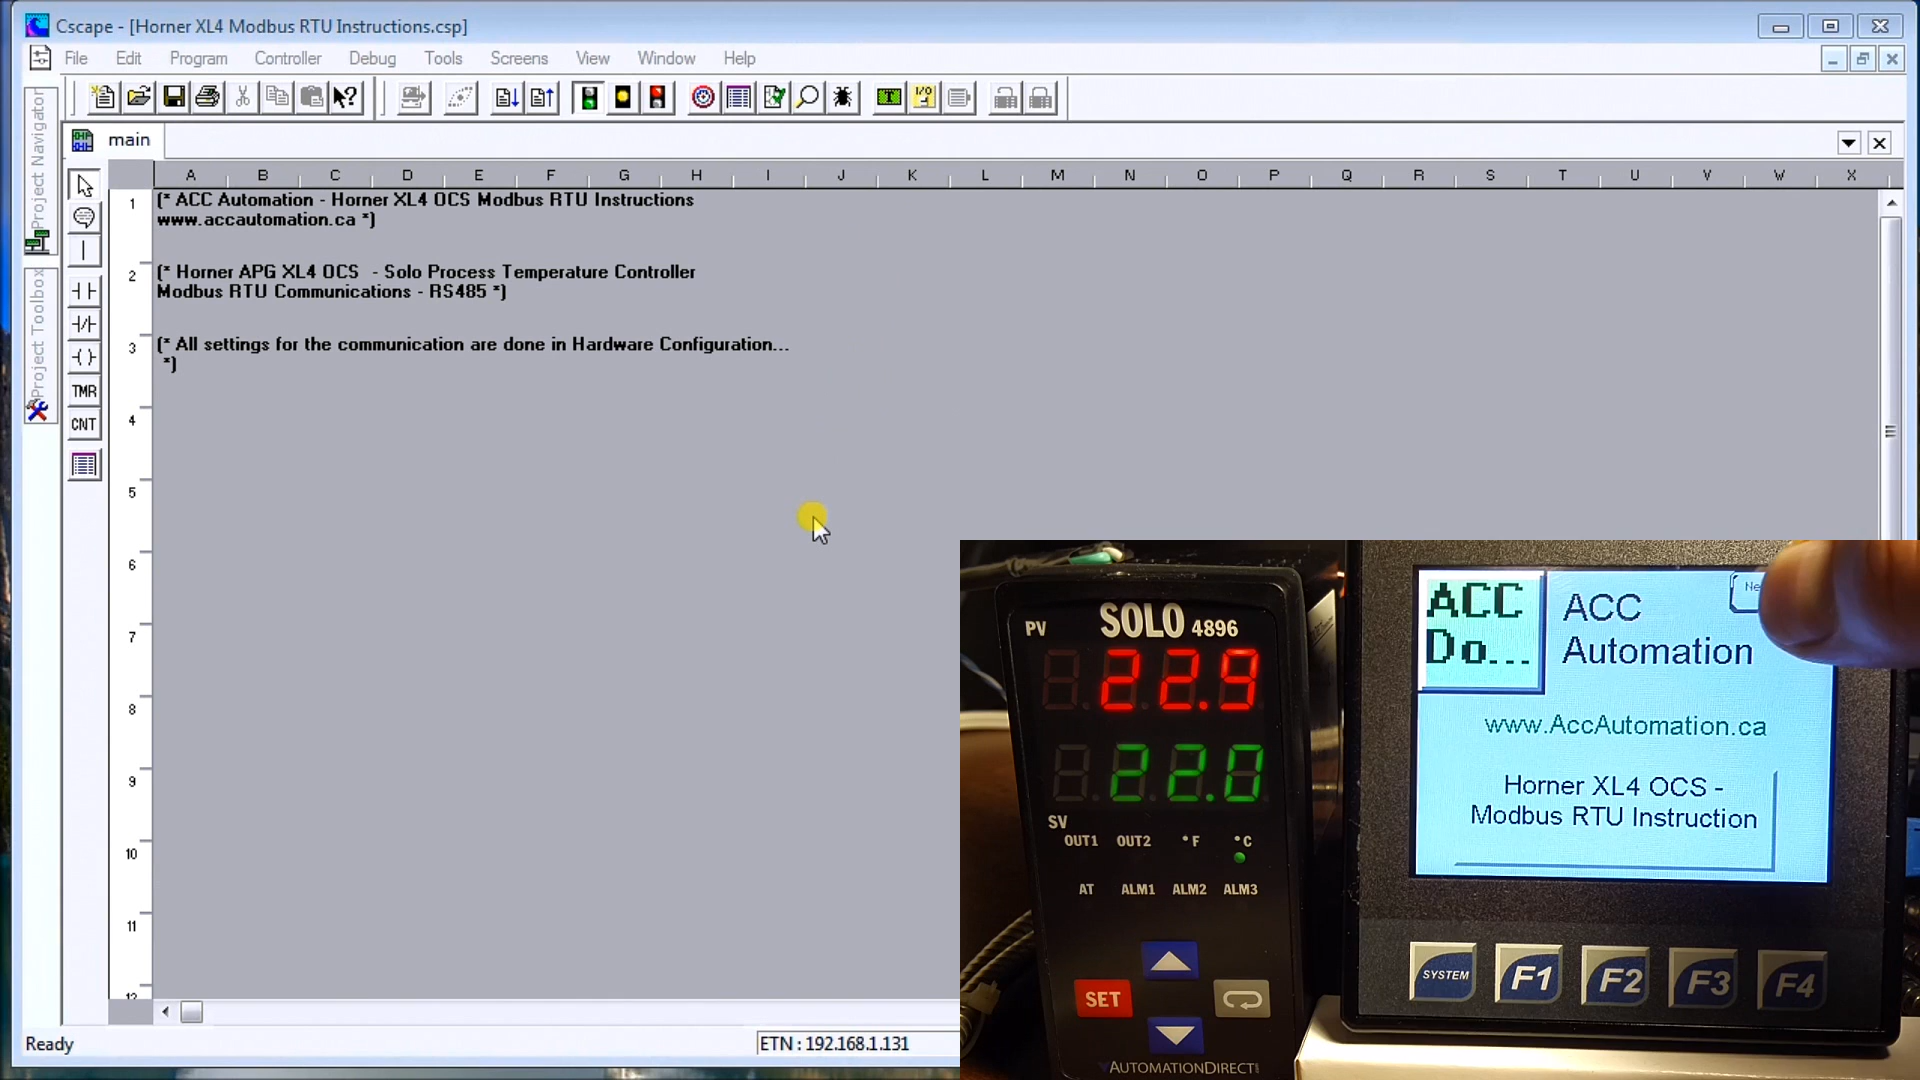 Cscape - [Horner XL4 Modbus RTU Instructions.csp]
File Edit Program Controller Debug Tools Screens View Window Help
Project Navigator
Project Toolbox
main
A B C D E F G H I J K L M N O P Q R S T U V W X
1 (* ACC Automation - Horner XL4 OCS Modbus RTU Instructions
www.accautomation.ca *)
2 (* Horner APG XL4 OCS - Solo Process Temperature Controller
Modbus RTU Communications - RS485 *)
3 (* All settings for the communication are done in Hardware Configuration...
*)
4
5
6
7
8
9
10
11
12
TMR
CNT
T
I/O
Ready
ETN : 192.168.1.131
SOLO 4896
PV
22.9
22.0
SV
OUT1 OUT2 °F °C
AT ALM1 ALM2 ALM3
SET
AUTOMATIONDIRECT
ACC
Do...
ACC
Automation
Ne
www.AccAutomation.ca
Horner XL4 OCS -
Modbus RTU Instruction
SYSTEM F1 F2 F3 F4